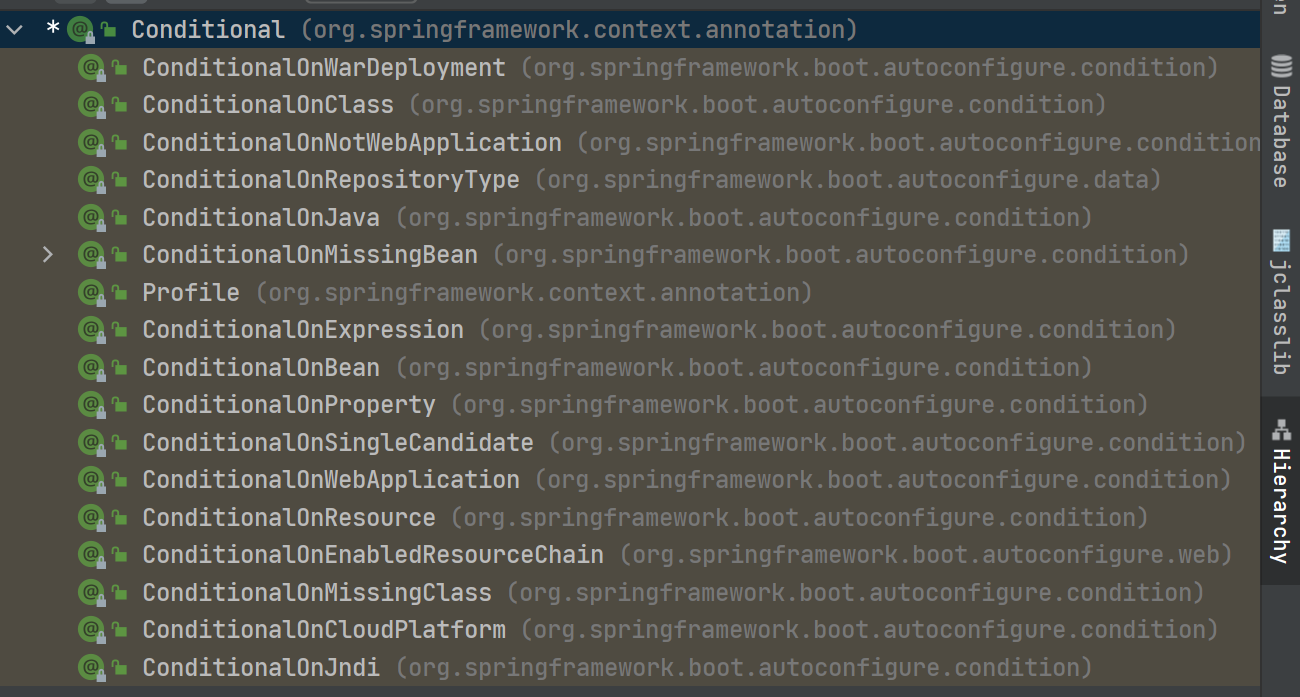 * Conditional (org.springframework.context.annotation)
ConditionalOnWarDeployment (org.springframework.boot.autoconfigure.condition)
ConditionalOnClass (org.springframework.boot.autoconfigure.condition)
ConditionalOnNotWebApplication (org.springframework.boot.autoconfigure.condition
ConditionalOnRepositoryType (org.springframework.boot.autoconfigure.data)
ConditionalOnJava (org.springframework.boot.autoconfigure.condition)
ConditionalOnMissingBean (org.springframework.boot.autoconfigure.condition)
Profile (org.springframework.context.annotation)
ConditionalOnExpression (org.springframework.boot.autoconfigure.condition)
ConditionalOnBean (org.springframework.boot.autoconfigure.condition)
ConditionalOnProperty (org.springframework.boot.autoconfigure.condition)
ConditionalOnSingleCandidate (org.springframework.boot.autoconfigure.condition)
ConditionalOnWebApplication (org.springframework.boot.autoconfigure.condition)
ConditionalOnResource (org.springframework.boot.autoconfigure.condition)
ConditionalOnEnabledResourceChain (org.springframework.boot.autoconfigure.web)
ConditionalOnMissingClass (org.springframework.boot.autoconfigure.condition)
ConditionalOnCloudPlatform (org.springframework.boot.autoconfigure.condition)
ConditionalOnJndi (org.springframework.boot.autoconfigure.condition)
Database
jclasslib
Hierarchy